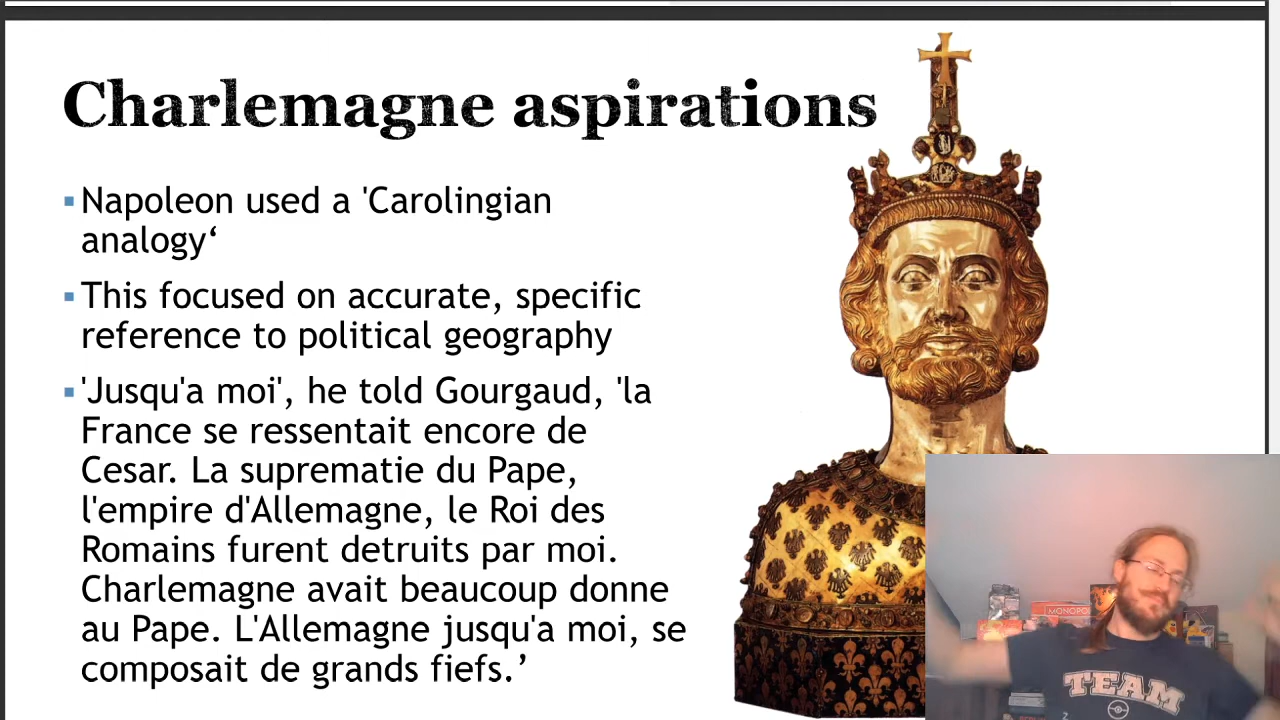 Charlemagne aspirations
Napoleon used a 'Carolingian
analogy‘
This focused on accurate, specific
reference to political geography
'Jusqu'a moi', he told Gourgaud, 'la
France se ressentait encore de
Cesar. La suprematie du Pape,
l'empire d'Allemagne, le Roi des
Romains furent detruits par moi.
Charlemagne avait beaucoup donne
au Pape. L'Allemagne jusqu'a moi, se
composait de grands fiefs.’
MONOPO
TEAM